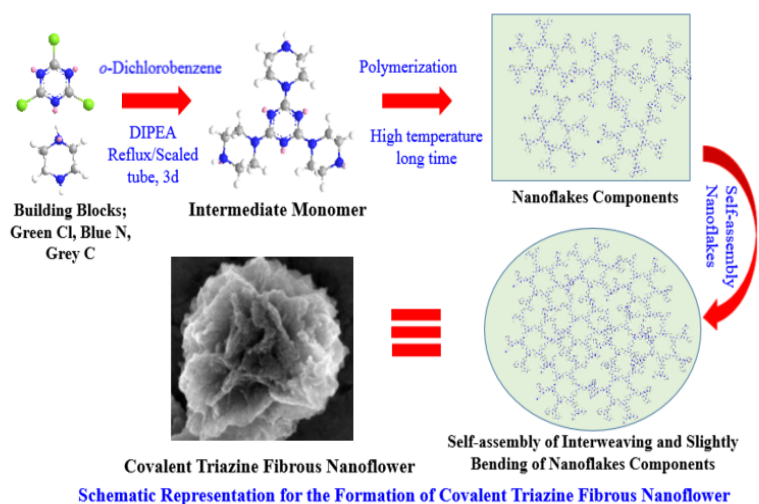 o-Dichlorobenzene
DIPEA
Reflux/Scaled
tube, 3d
Building Blocks;
Green Cl, Blue N,
Grey C
Intermediate Monomer
Polymerization
High temperature
long time
Nanoflakes Components
Self-assembly
Nanoflakes
Self-assembly of Interweaving and Slightly
Bending of Nanoflakes Components
Covalent Triazine Fibrous Nanoflower
Schematic Representation for the Formation of Covalent Triazine Fibrous Nanoflower